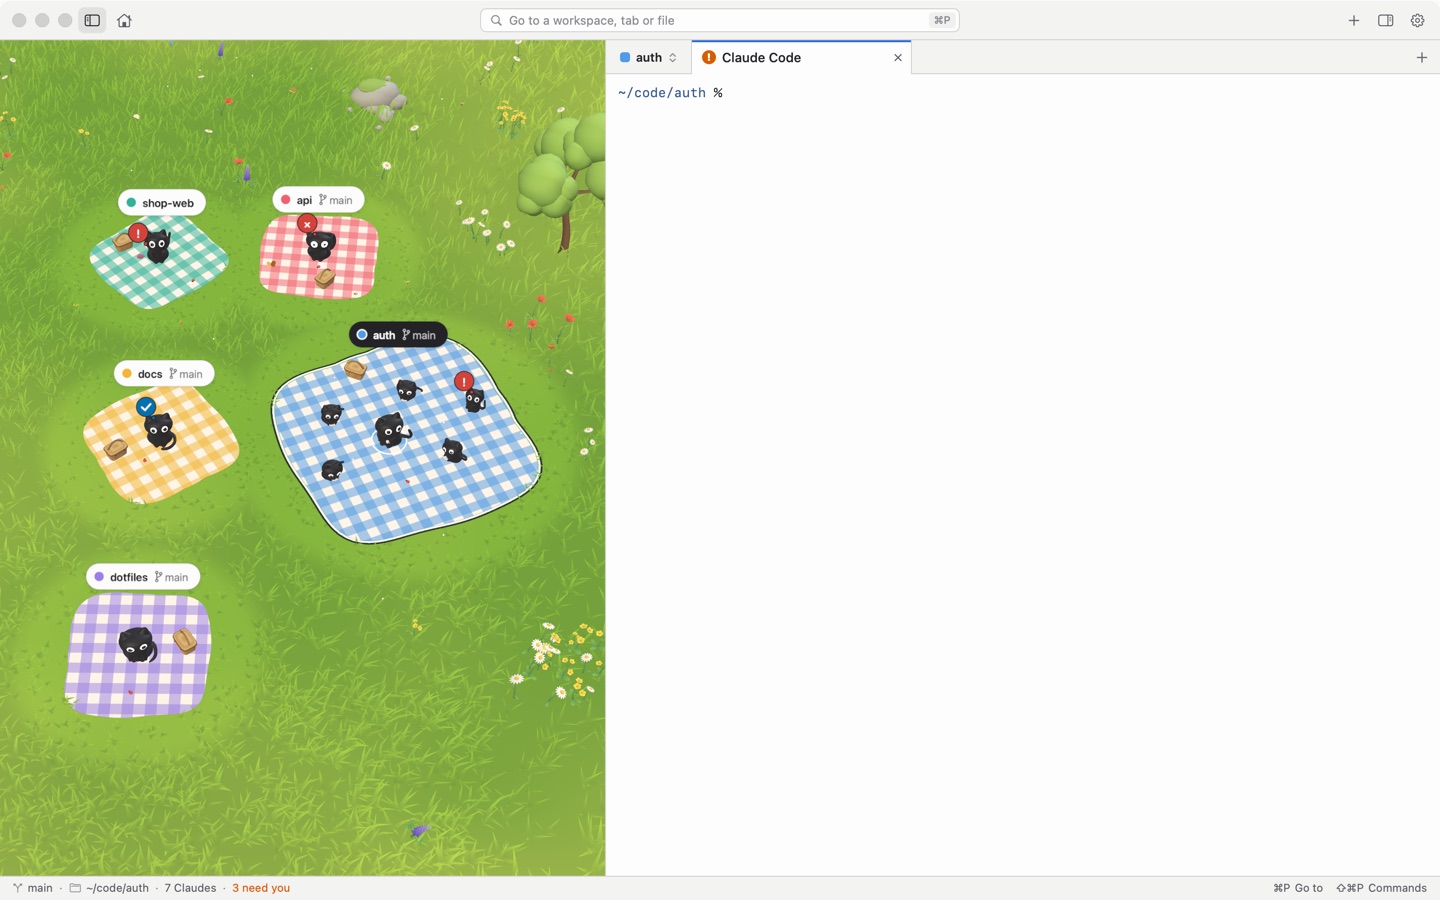 Go to a workspace, tab or file
⌘P
auth
Claude Code
~/code/auth %
shop-web
api main
auth main
docs main
dotfiles main
main · ~/code/auth · 7 Claudes · 3 need you
⌘P Go to ⇧⌘P Commands